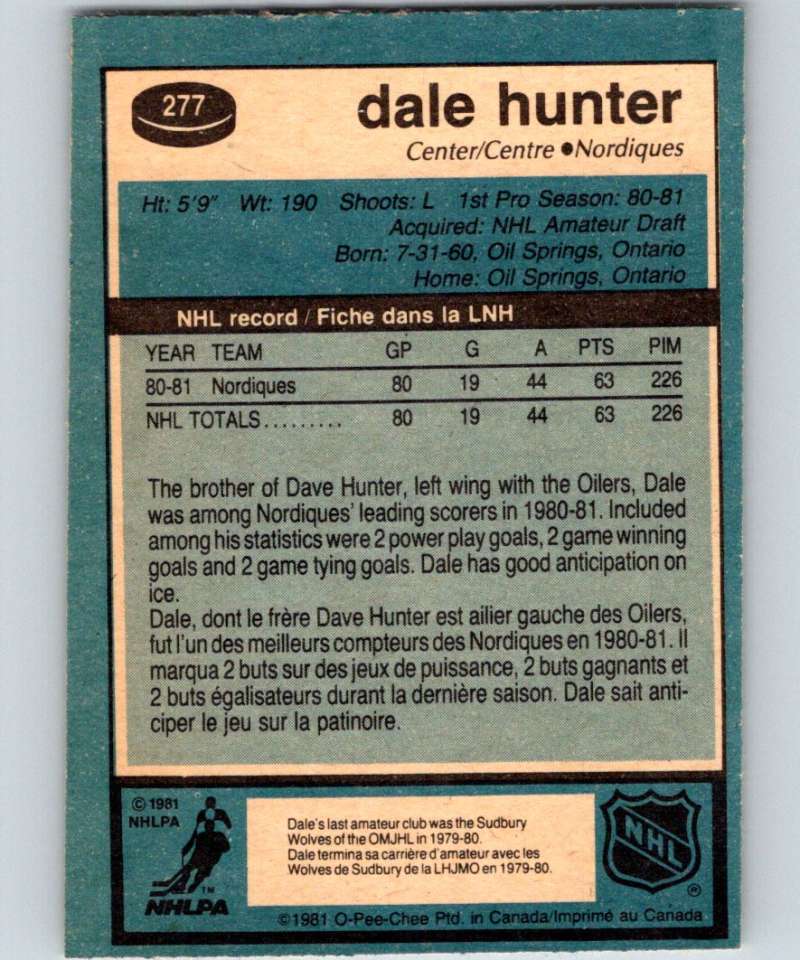 277
dale hunter
Center/Centre ●Nordiques
Ht: 5'9" Wt: 190 Shoots: L 1st Pro Season: 80-81
Acquired: NHL Amateur Draft
Born: 7-31-60, Oil Springs, Ontario
Home: Oil Springs, Ontario
NHL record / Fiche dans la LNH
YEAR TEAM GP G A PTS PIM
80-81 Nordiques 80 19 44 63 226
NHL TOTALS......... 80 19 44 63 226
The brother of Dave Hunter, left wing with the Oilers, Dale
was among Nordiques' leading scorers in 1980-81. Included
among his statistics were 2 power play goals, 2 game winning
goals and 2 game tying goals. Dale has good anticipation on
ice.
Dale, dont le frère Dave Hunter est ailier gauche des Oilers,
fut l'un des meilleurs compteurs des Nordiques en 1980-81. Il
marqua 2 buts sur des jeux de puissance, 2 buts gagnants et
2 buts égalisateurs durant la dernière saison. Dale sait anti-
ciper le jeu sur la patinoire.
© 1981
NHLPA
TM
NHLPA
Dale's last amateur club was the Sudbury
Wolves of the OMJHL in 1979-80.
Dale termina sa carrière d'amateur avec les
Wolves de Sudbury de la LHJMO en 1979-80.
NHL
®
©1981 O-Pee-Chee Ptd. in Canada/Imprimé au Canada